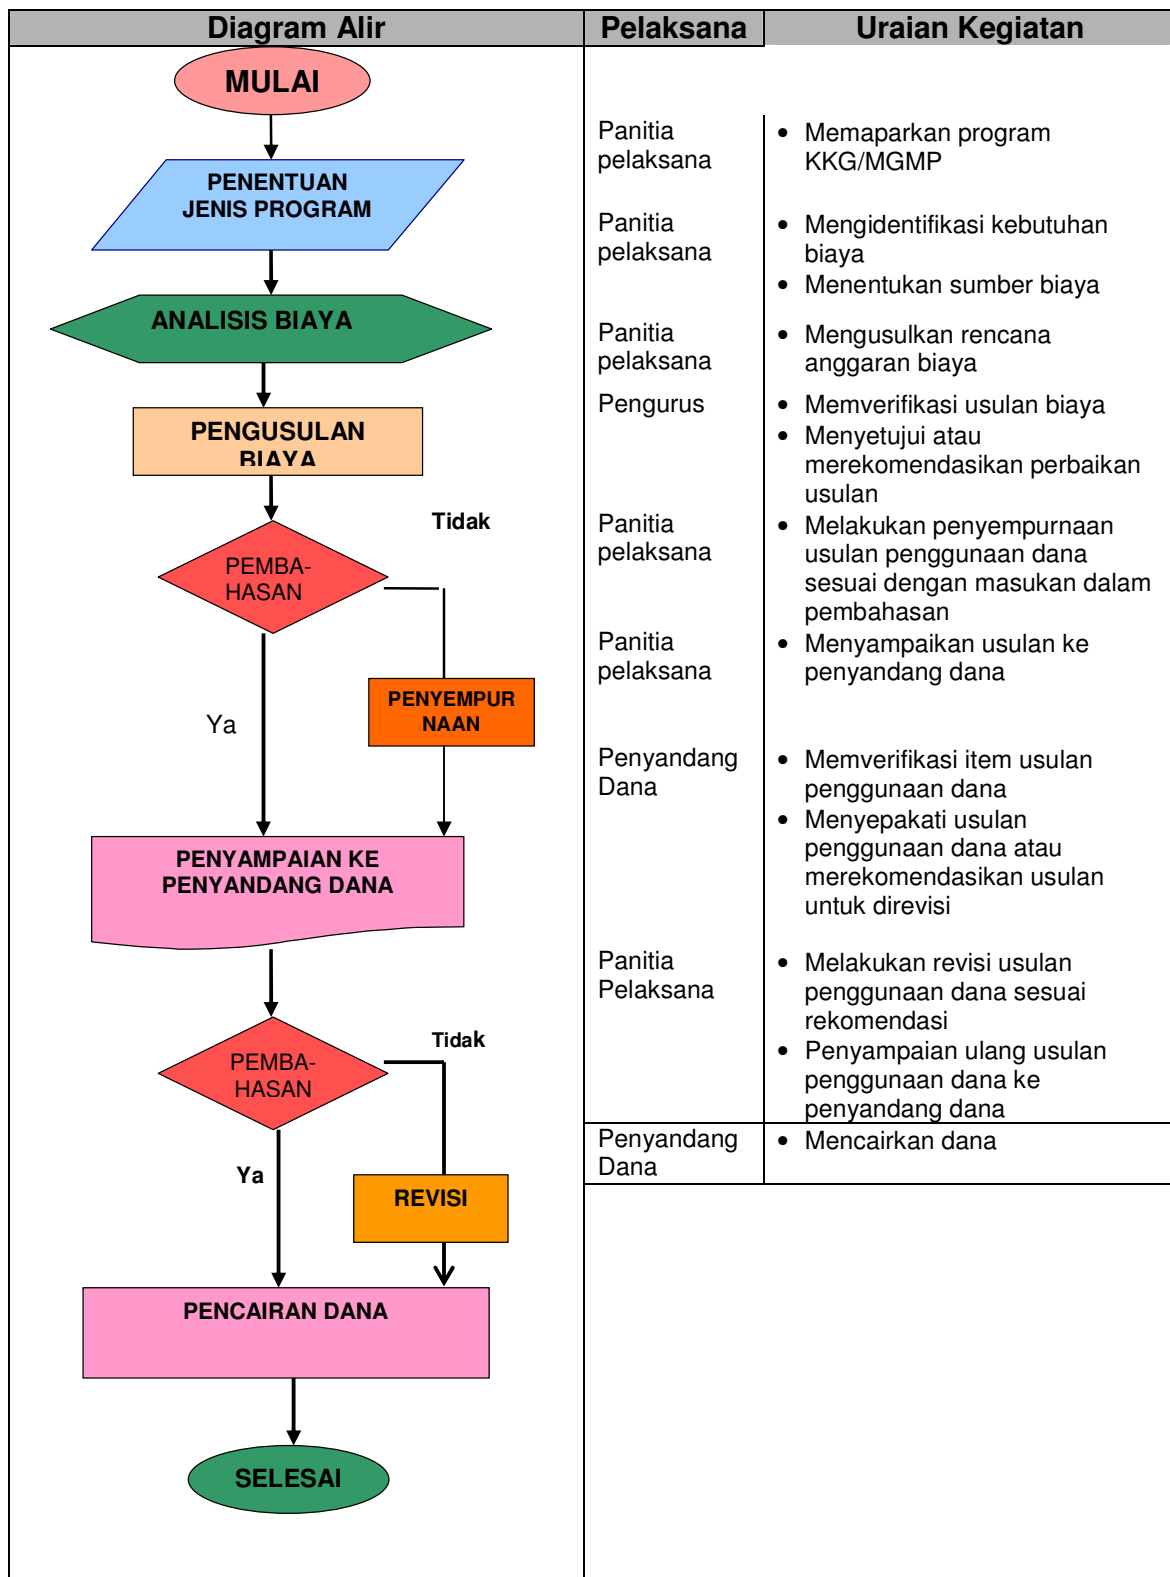 Diagram Alir
Pelaksana
Uraian Kegiatan
MULAI
PENENTUAN
JENIS PROGRAM
ANALISIS BIAYA
PENGUSULAN
BIAYA
Tidak
PEMBA-
HASAN
PENYEMPUR
NAAN
Ya
PENYAMPAIAN KE
PENYANDANG DANA
Tidak
PEMBA-
HASAN
Ya
REVISI
PENCAIRAN DANA
SELESAI
Panitia
pelaksana
• Memaparkan program
KKG/MGMP
Panitia
pelaksana
• Mengidentifikasi kebutuhan
biaya
• Menentukan sumber biaya
Panitia
pelaksana
• Mengusulkan rencana
anggaran biaya
Pengurus
• Memverifikasi usulan biaya
• Menyetujui atau
merekomendasikan perbaikan
usulan
Panitia
pelaksana
• Melakukan penyempurnaan
usulan penggunaan dana
sesuai dengan masukan dalam
pembahasan
Panitia
pelaksana
• Menyampaikan usulan ke
penyandang dana
Penyandang
Dana
• Memverifikasi item usulan
penggunaan dana
• Menyepakati usulan
penggunaan dana atau
merekomendasikan usulan
untuk direvisi
Panitia
Pelaksana
• Melakukan revisi usulan
penggunaan dana sesuai
rekomendasi
• Penyampaian ulang usulan
penggunaan dana ke
penyandang dana
Penyandang
Dana
• Mencairkan dana